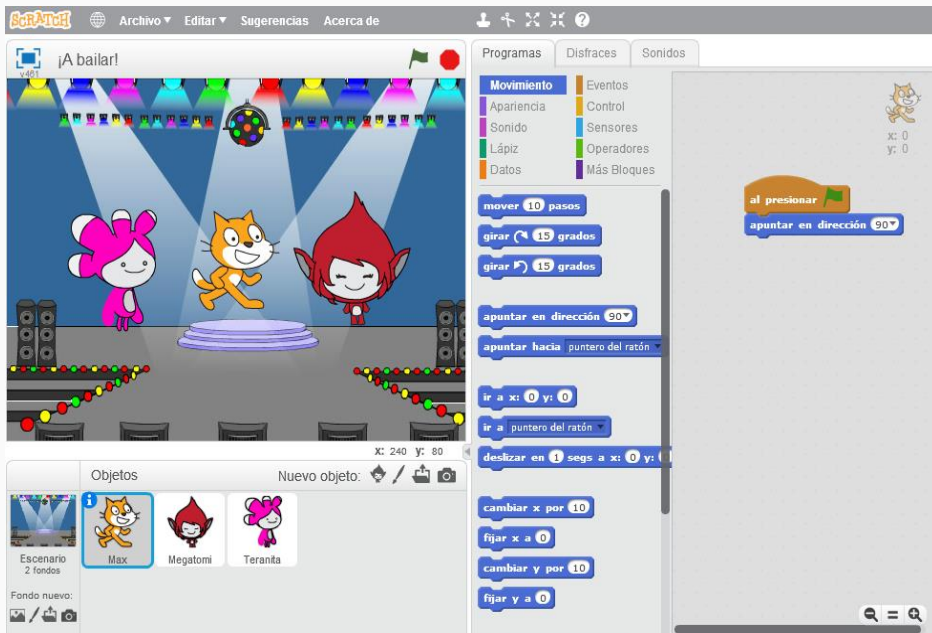 SCRATCH Archivo Editar Sugerencias Acerca de
¡A bailar!
v461
Programas Disfraces Sonidos
Movimiento Eventos
Apariencia Control
Sonido Sensores
Lápiz Operadores
Datos Más Bloques
x: 0
y: 0
mover 10 pasos
girar 15 grados
girar 15 grados
apuntar en dirección 90
apuntar hacia puntero del ratón
ir a x: 0 y: 0
ir a puntero del ratón
deslizar en 1 segs a x: 0 y:
cambiar x por 10
fijar x a 0
cambiar y por 10
fijar y a 0
al presionar
apuntar en dirección 90
x: 240 y: 80
Objetos Nuevo objeto:
Escenario
2 fondos
Fondo nuevo:
Max Megatomi Teranita